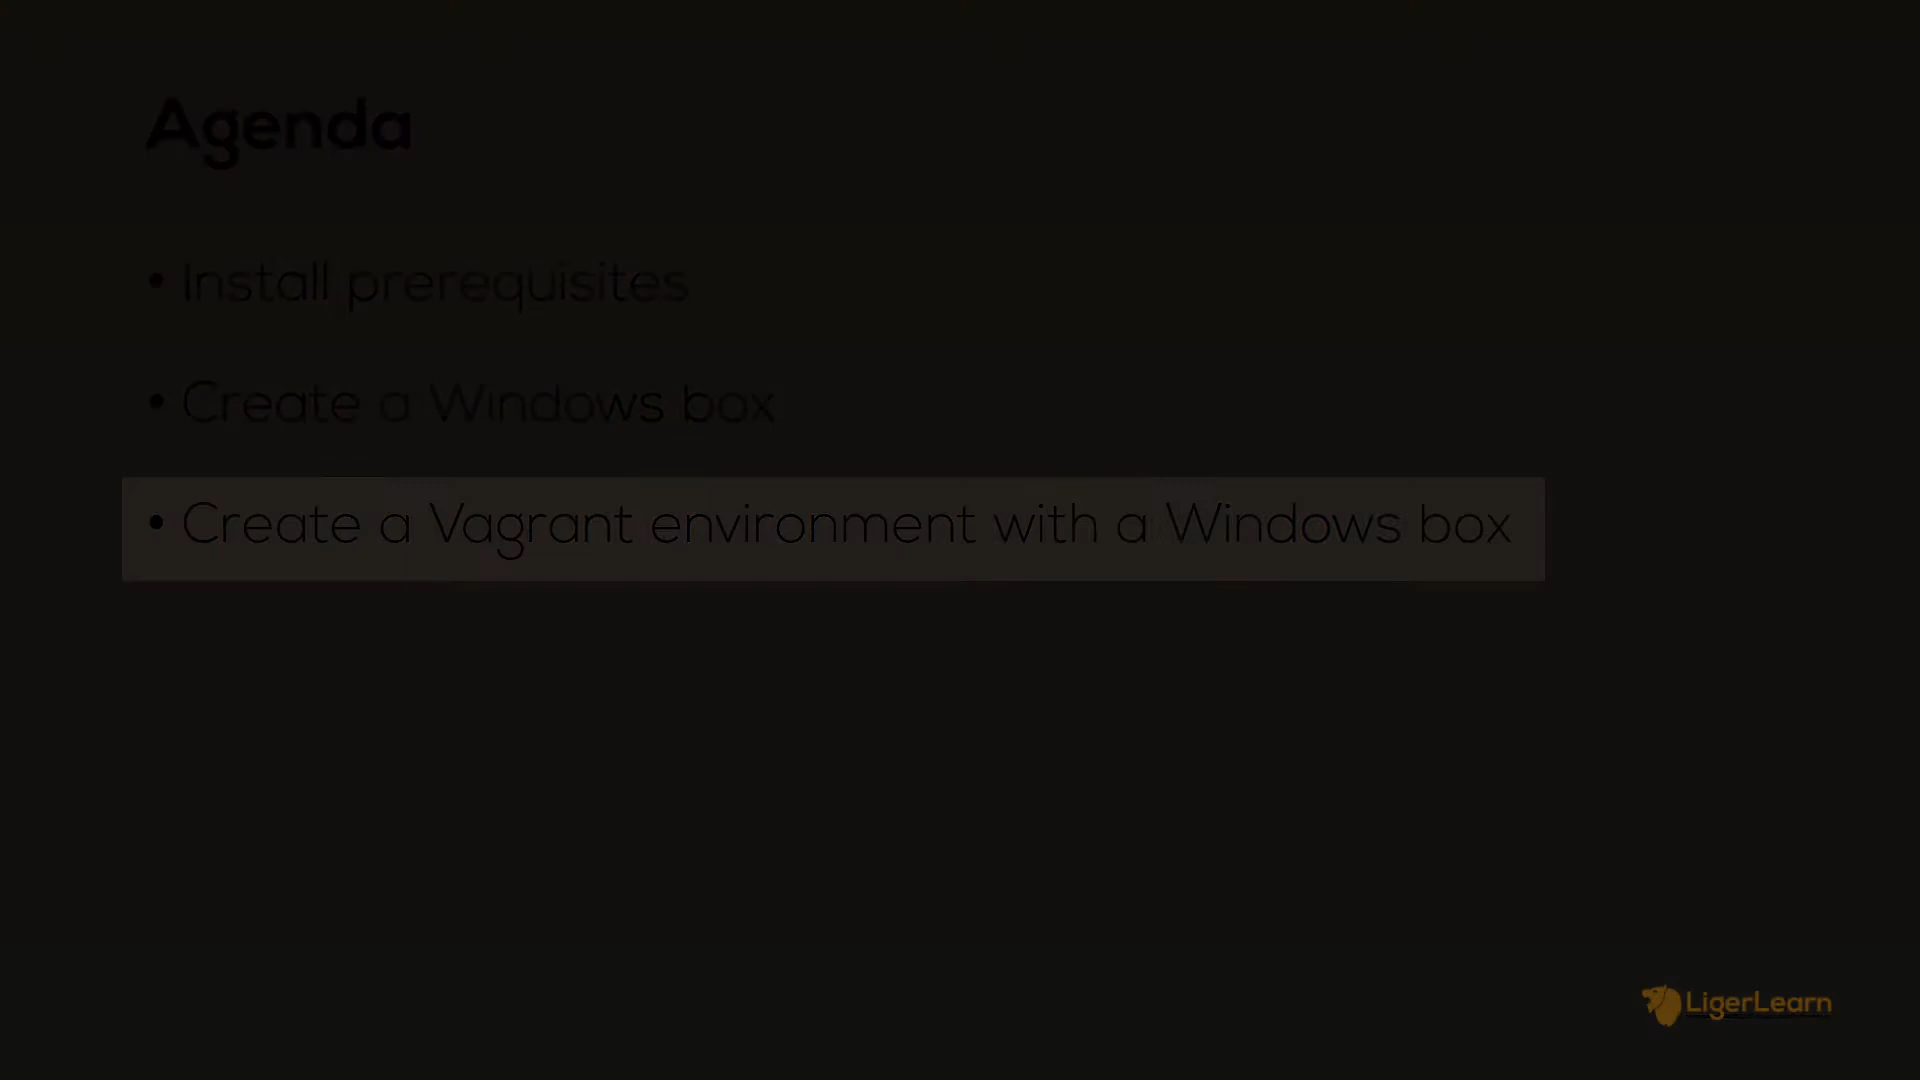 Agenda
• Install prerequisites
• Create a Windows box
• Create a Vagrant environment with a Windows box
LigerLearn